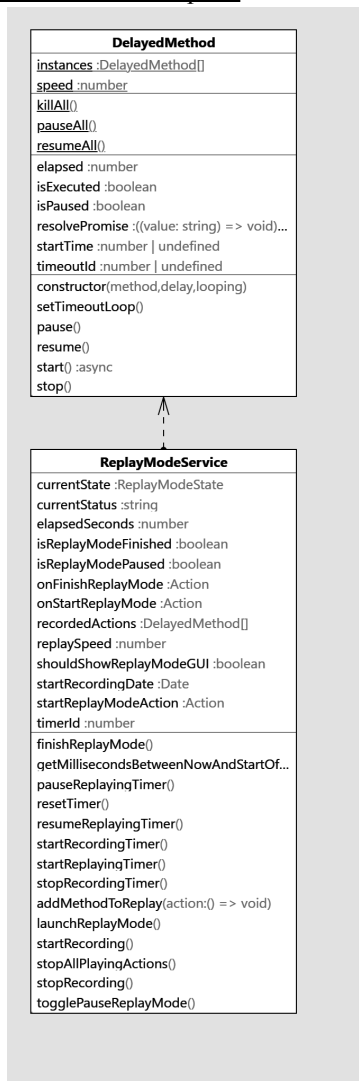 DelayedMethod
instances :DelayedMethod[]
speed :number
killAll()
pauseAll()
resumeAll()
elapsed :number
isExecuted :boolean
isPaused :boolean
resolvePromise :((value: string) => void)...
startTime :number | undefined
timeoutId :number | undefined
constructor(method,delay,looping)
setTimeoutLoop()
pause()
resume()
start() :async
stop()
ReplayModeService
currentState :ReplayModeState
currentStatus :string
elapsedSeconds :number
isReplayModeFinished :boolean
isReplayModePaused :boolean
onFinishReplayMode :Action
onStartReplayMode :Action
recordedActions :DelayedMethod[]
replaySpeed :number
shouldShowReplayModeGUI :boolean
startRecordingDate :Date
startReplayModeAction :Action
timerId :number
finishReplayMode()
getMillisecondsBetweenNowAndStartOf...
pauseReplayingTimer()
resetTimer()
resumeReplayingTimer()
startRecordingTimer()
startReplayingTimer()
stopRecordingTimer()
addMethodToReplay(action:() => void)
launchReplayMode()
startRecording()
stopAllPlayingActions()
stopRecording()
togglePauseReplayMode()